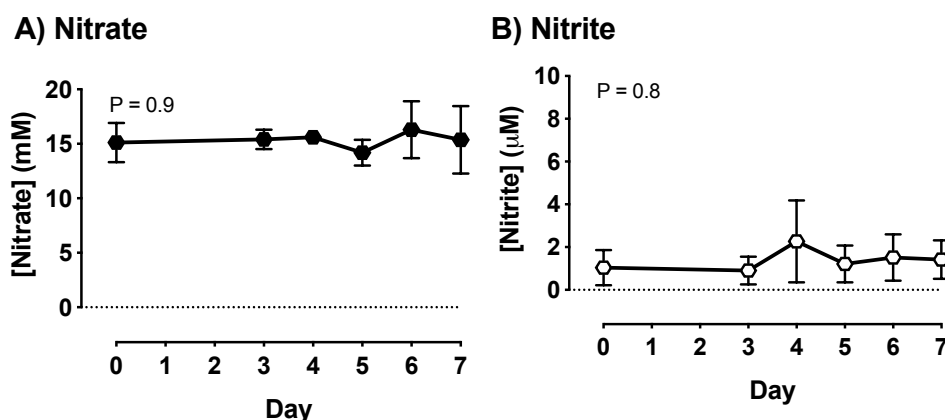 A) Nitrate
[Nitrate] (mM)
20
15
10
5
0
P = 0.9
0 1 2 3 4 5 6 7
Day
B) Nitrite
[Nitrite] (μM)
10
8
6
4
2
0
P = 0.8
0 1 2 3 4 5 6 7
Day